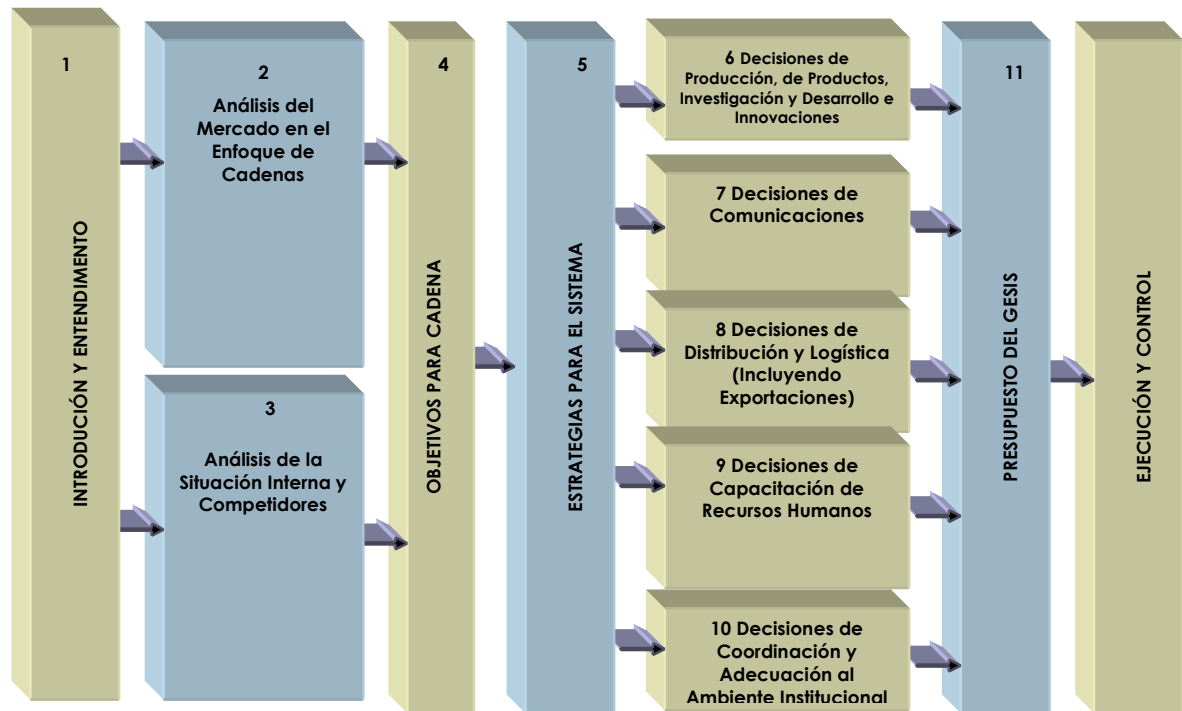 1
INTRODUCIÓN Y ENTENDIMENTO
2
Análisis del
Mercado en el
Enfoque de
Cadenas
3
Análisis de la
Situación Interna y
Competidores
4
OBJETIVOS PARA CADENA
5
ESTRATEGIAS PARA EL SISTEMA
6 Decisiones de
Producción, de Productos,
Investigación y Desarrollo e
Innovaciones
7 Decisiones de
Comunicaciones
8 Decisiones de
Distribución y Logística
(Incluyendo
Exportaciones)
9 Decisiones de
Capacitación de
Recursos Humanos
10 Decisiones de
Coordinación y
Adecuación al
Ambiente Institucional
11
PRESUPUESTO DEL GESIS
EJECUCIÓN Y CONTROL